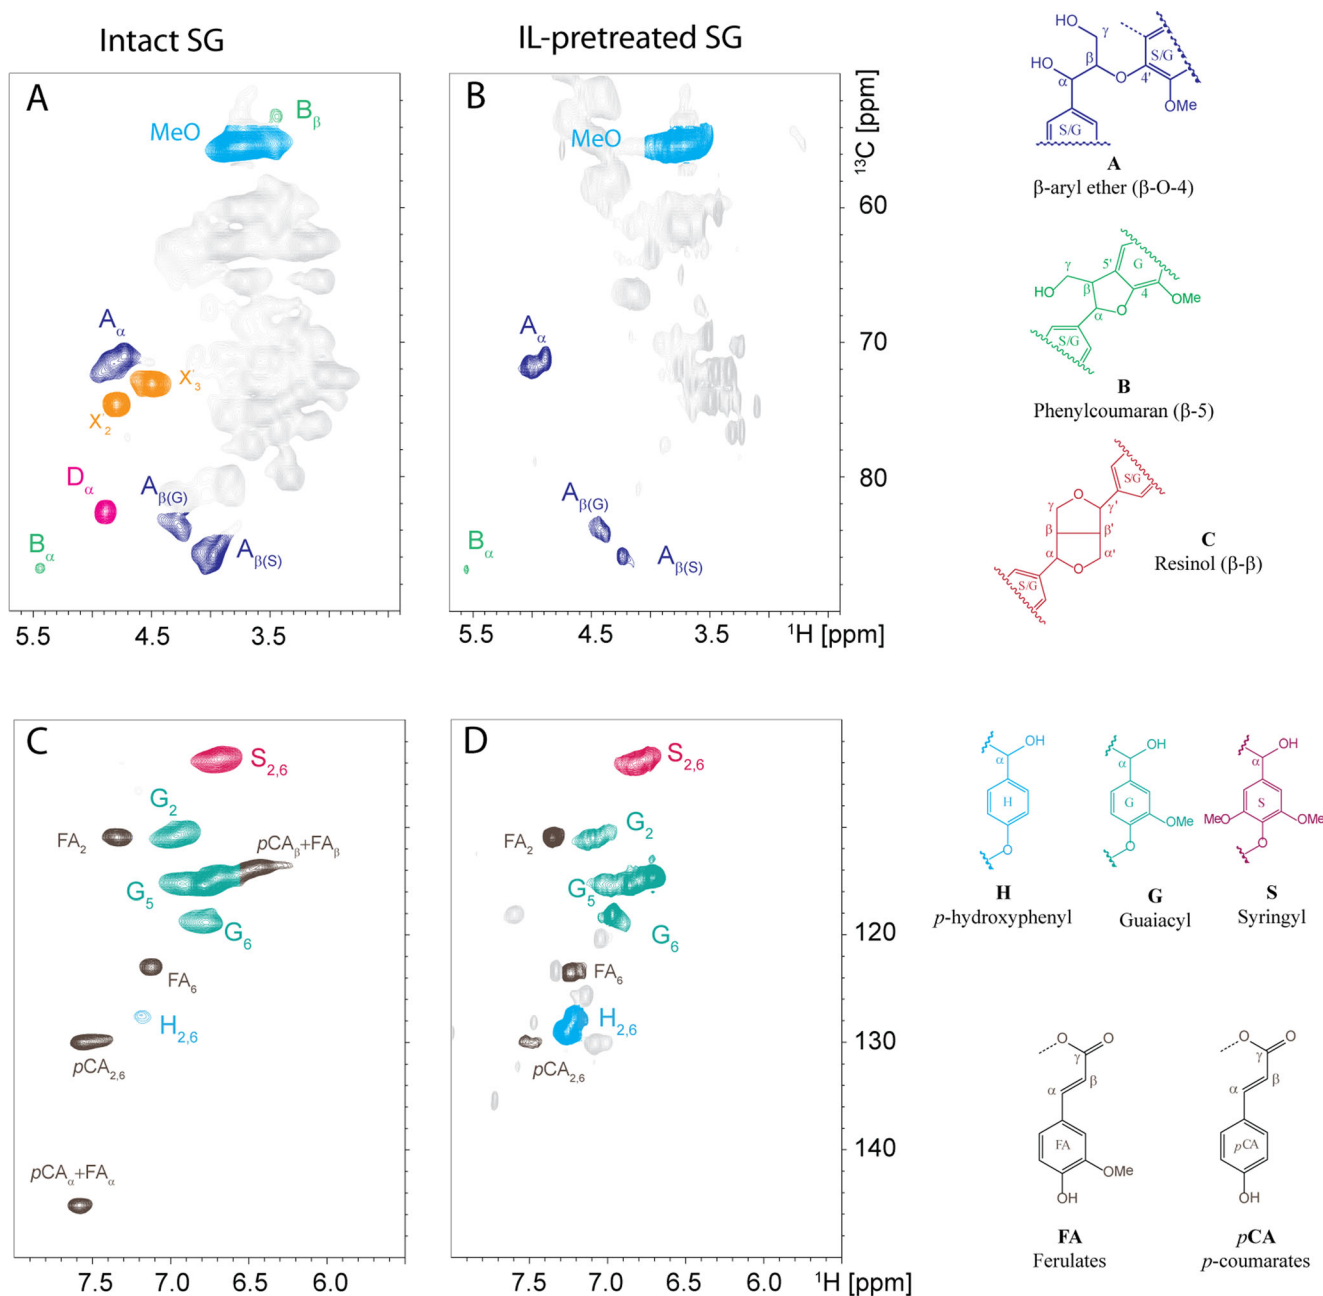 Intact SG
IL-pretreated SG
A
Bβ
MeO
Aα
X'3
X'2
Dα
Aβ(G)
Bα
Aβ(S)
5.5 4.5 3.5
B
MeO
Aα
Aβ(G)
Bα
Aβ(S)
5.5 4.5 3.5 ¹H [ppm]
¹³C [ppm]
60
70
80
HO
γ
HO
β
α
O
4'
S/G
OMe
S/G
A
β-aryl ether (β-O-4)
γ
5'
G
HO
β
4
OMe
α
O
S/G
B
Phenylcoumaran (β-5)
S/G
O
γ
γ'
β
β'
α
α'
O
S/G
C
Resinol (β-β)
C
S2,6
G2
FA2
pCAβ+FAβ
G5
G6
FA6
H2,6
pCA2,6
pCAα+FAα
7.5 7.0 6.5 6.0
D
S2,6
G2
FA2
G5
G6
FA6
H2,6
pCA2,6
7.5 7.0 6.5 6.0 ¹H [ppm]
120
130
140
OH
α
H
O
H
p-hydroxyphenyl
OH
α
G
OMe
O
G
Guaiacyl
OH
α
S
MeO
OMe
O
S
Syringyl
O
O
γ
α
β
FA
OMe
OH
FA
Ferulates
O
O
γ
α
β
pCA
OH
pCA
p-coumarates